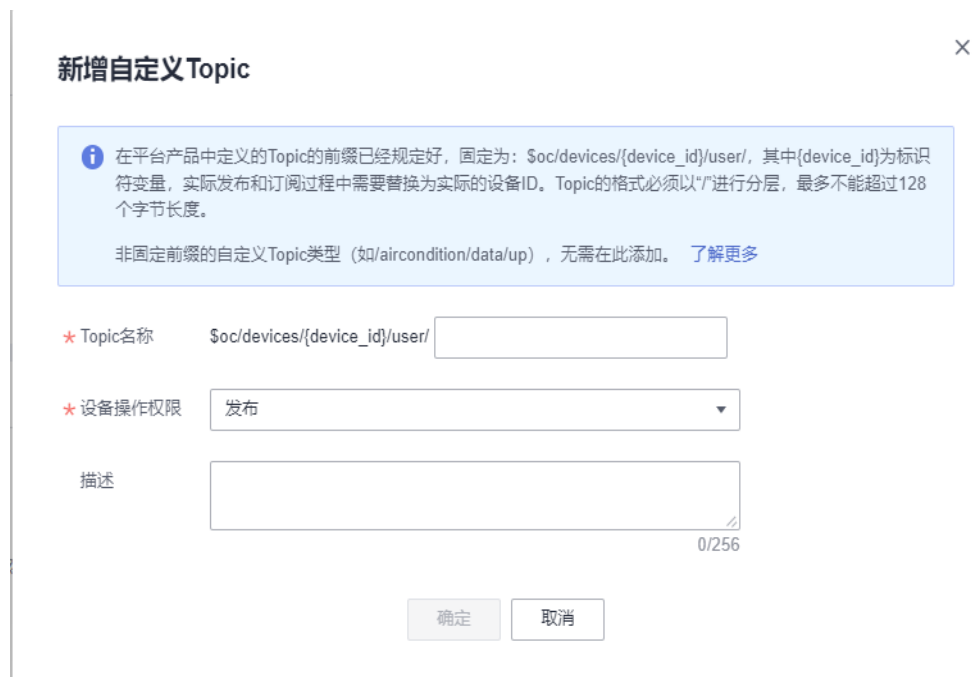 新增自定义Topic
在平台产品中定义的Topic的前缀已经规定好，固定为：$oc/devices/{device_id}/user/，其中{device_id}为标识
符变量，实际发布和订阅过程中需要替换为实际的设备ID。Topic的格式必须以“/”进行分层，最多不能超过128
个字节长度。
非固定前缀的自定义Topic类型（如/aircondition/data/up），无需在此添加。 了解更多
* Topic名称 $oc/devices/{device_id}/user/
* 设备操作权限 发布
描述
0/256
确定 取消